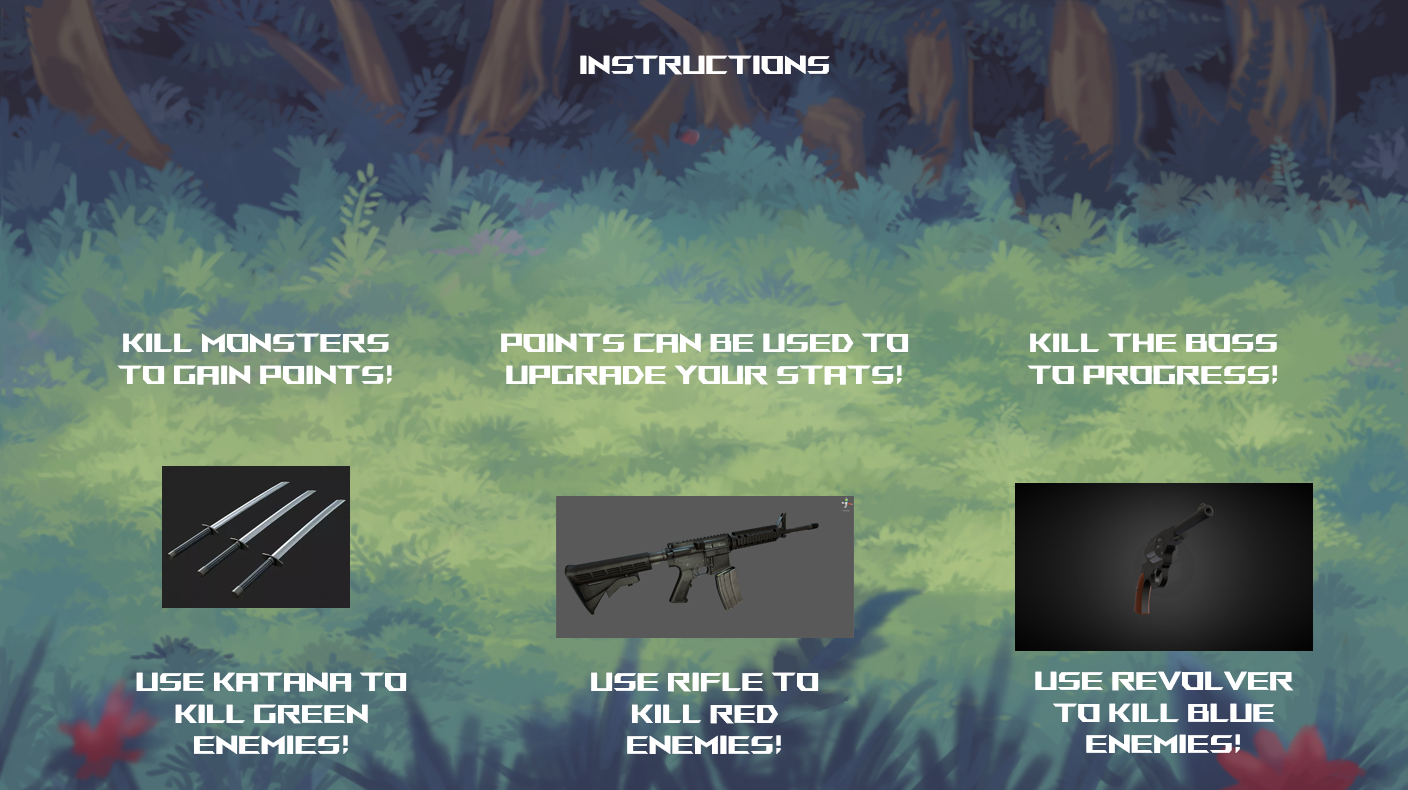 INSTRUCTIONS
KILL MONSTERS
TO GAIN POINTS!
POINTS CAN BE USED TO
UPGRADE YOUR STATS!
KILL THE BOSS
TO PROGRESS!
USE KATANA TO
KILL GREEN
ENEMIES!
USE RIFLE TO
KILL RED
ENEMIES!
USE REVOLVER
TO KILL BLUE
ENEMIES!